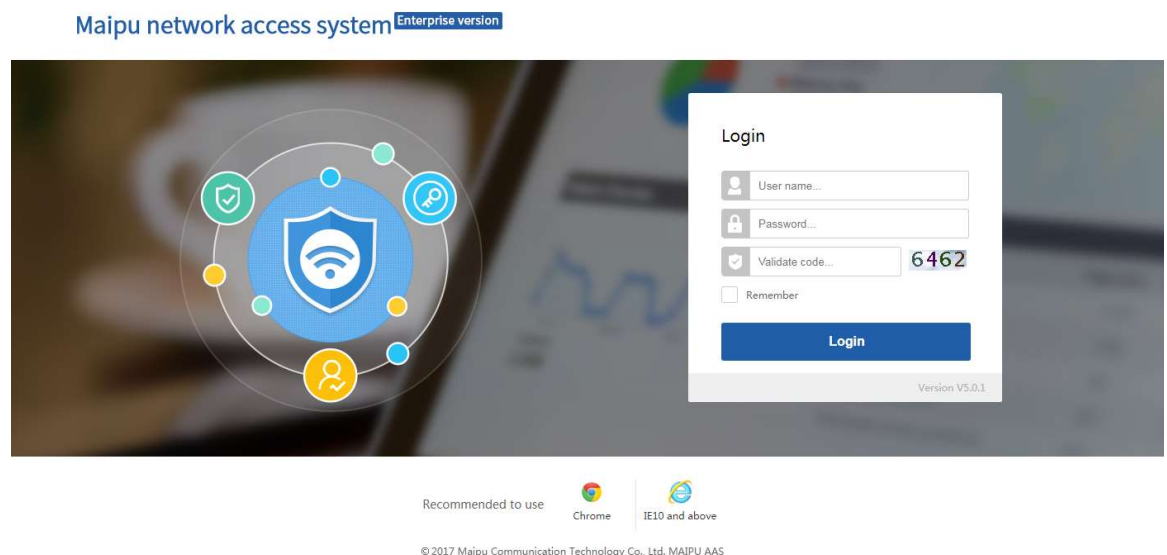 Maipu network access system Enterprise version
Login
User name...
Password...
Validate code... 6462
Remember
Login
Version V5.0.1
Recommended to use
Chrome
IE10 and above
© 2017 Maipu Communication Technology Co., Ltd. MAIPU AAS